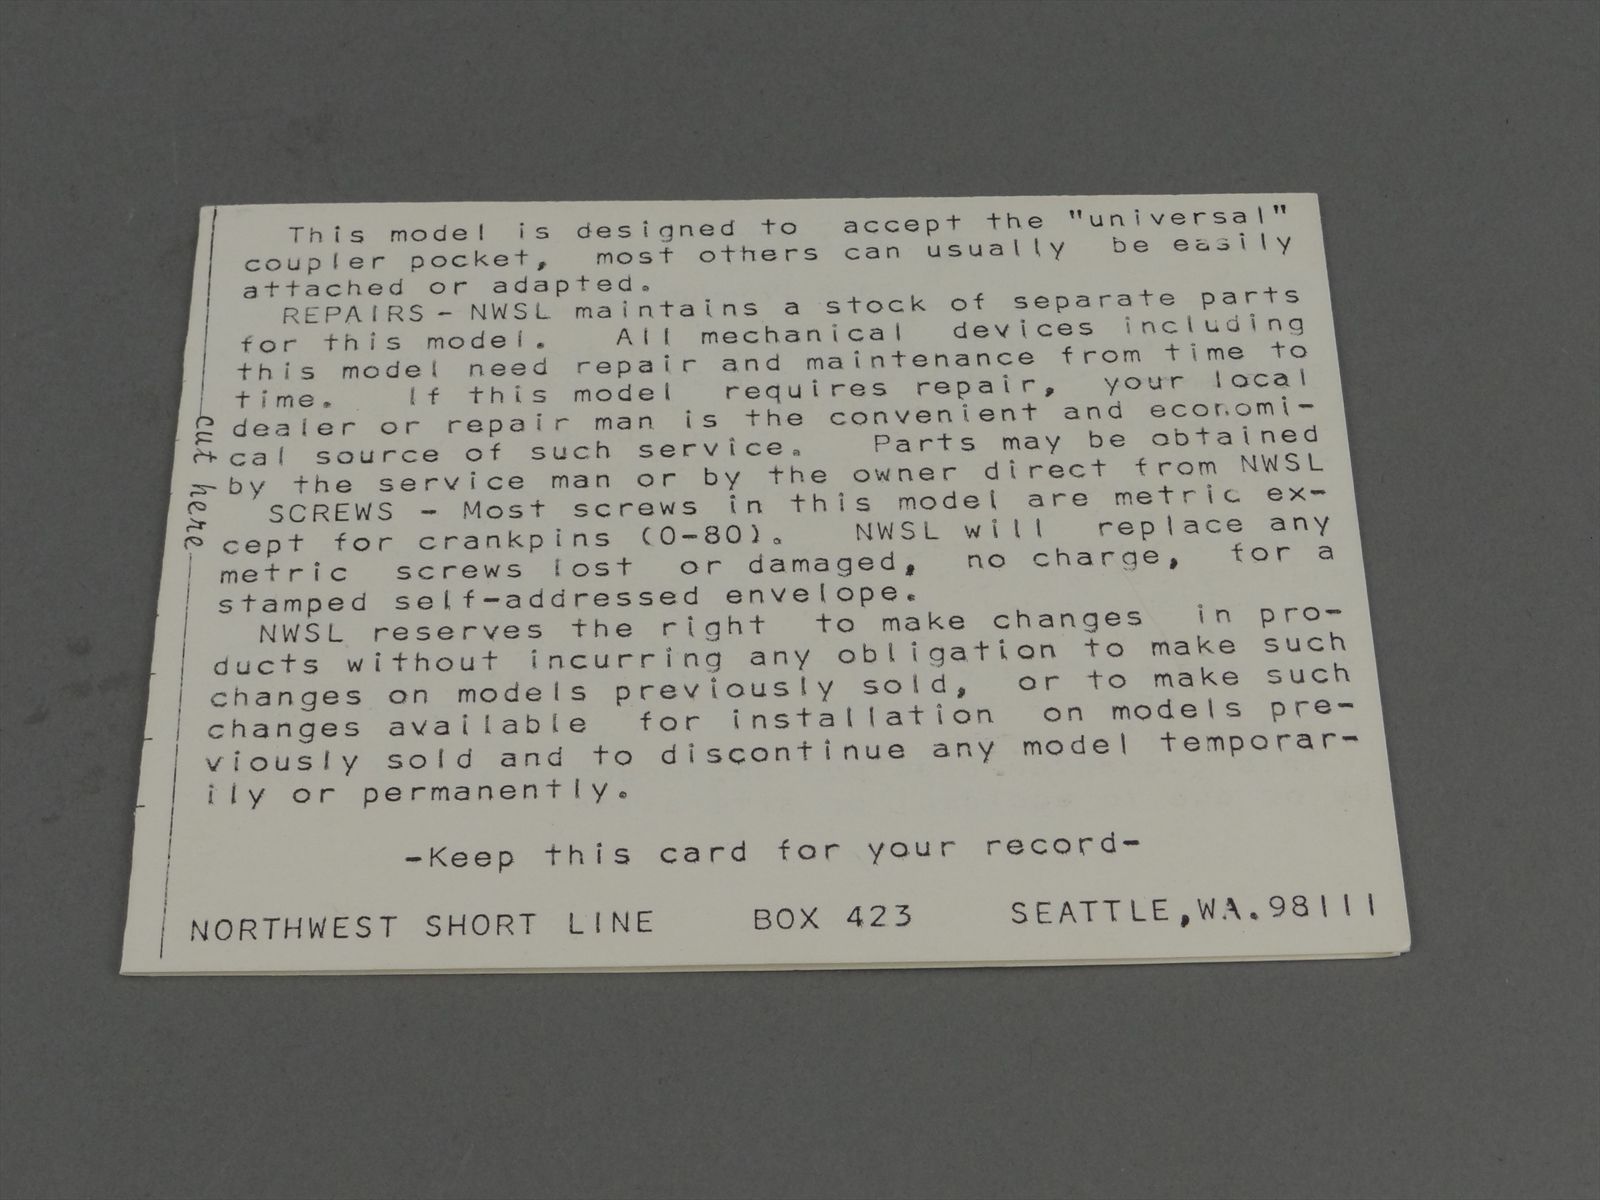 This model is designed to accept the "universal"
coupler pocket, most others can usually be easily
attached or adapted.
REPAIRS - NWSL maintains a stock of separate parts
for this model. All mechanical devices including
this model need repair and maintenance from time to
time. If this model requires repair, your local
dealer or repair man is the convenient and economi-
cal source of such service. Parts may be obtained
by the service man or by the owner direct from NWSL
SCREWS - Most screws in this model are metric ex-
cept for crankpins (0-80). NWSL will replace any
metric screws lost or damaged, no charge, for a
stamped self-addressed envelope.
NWSL reserves the right to make changes in pro-
ducts without incurring any obligation to make such
changes on models previously sold, or to make such
changes available for installation on models pre-
viously sold and to discontinue any model temporar-
ily or permanently.
-Keep this card for your record-
NORTHWEST SHORT LINE BOX 423 SEATTLE,WA.98111
cut here